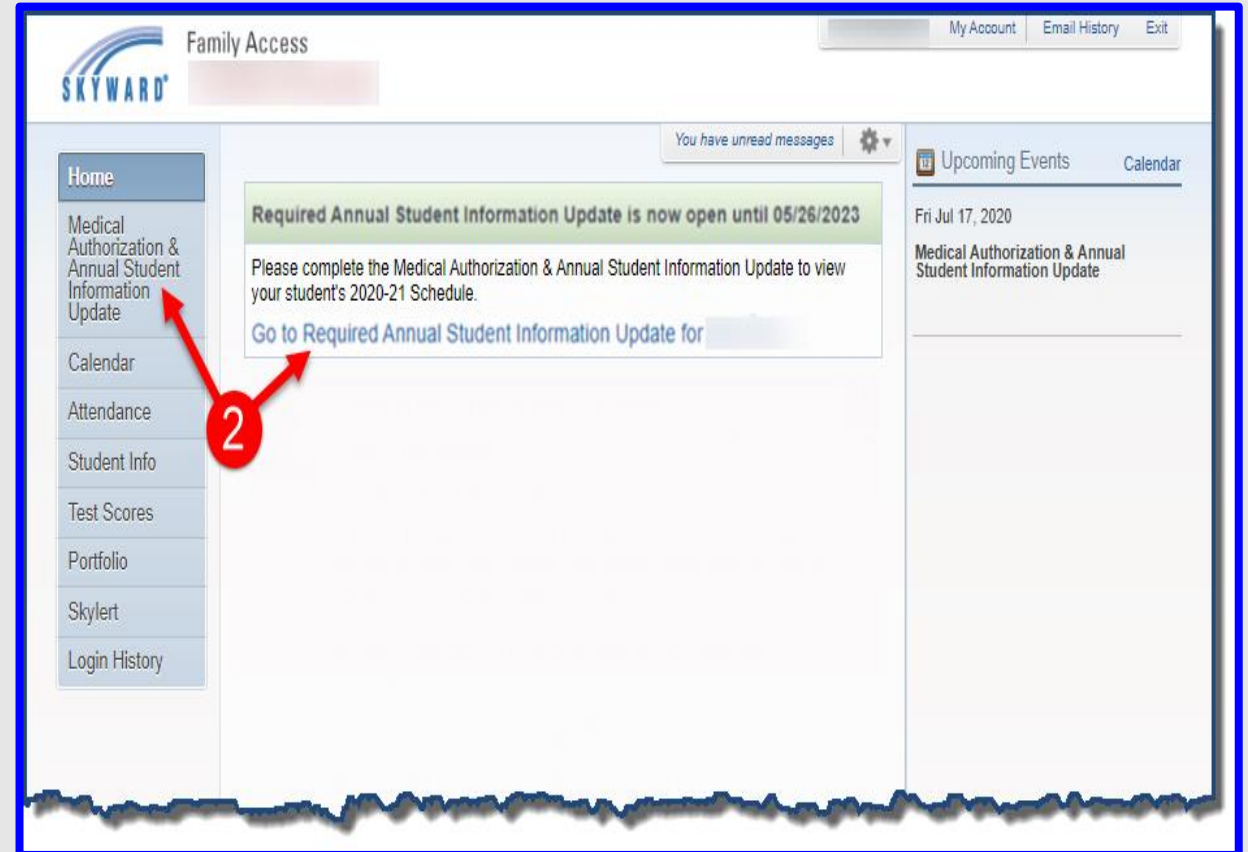 SKYWARD®
Family Access
My Account Email History Exit
You have unread messages
Home
Medical
Authorization &
Annual Student
Information
Update
Calendar
Attendance
Student Info
Test Scores
Portfolio
Skylert
Login History
2
Required Annual Student Information Update is now open until 05/26/2023
Please complete the Medical Authorization & Annual Student Information Update to view
your student's 2020-21 Schedule.
Go to Required Annual Student Information Update for
Upcoming Events Calendar
Fri Jul 17, 2020
Medical Authorization & Annual
Student Information Update